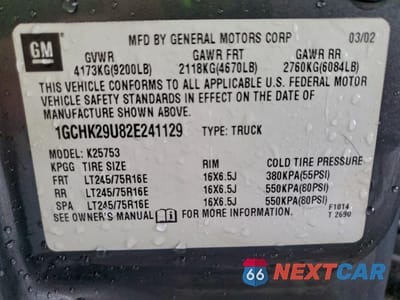 GM MFD BY GENERAL MOTORS CORP 03/02
GVWR GAWR FRT GAWR RR
4173KG(9200LB) 2118KG(4670LB) 2760KG(6084LB)
THIS VEHICLE CONFORMS TO ALL APPLICABLE U.S. FEDERAL MOTOR
VEHICLE SAFETY STANDARDS IN EFFECT ON THE DATE OF
MANUFACTURE SHOWN ABOVE.
1GCHK29U82E241129 TYPE: TRUCK
MODEL: K25753
KPGG TIRE SIZE RIM COLD TIRE PRESSURE
FRT LT245/75R16E 16X6.5J 380KPA(55PSI)
RR LT245/75R16E 16X6.5J 550KPA(80PSI)
SPA LT245/75R16E 16X6.5J 550KPA(80PSI)
SEE OWNER'S MANUAL FOR MORE INFORMATION. F1014
T 2690
66 NEXTCAR